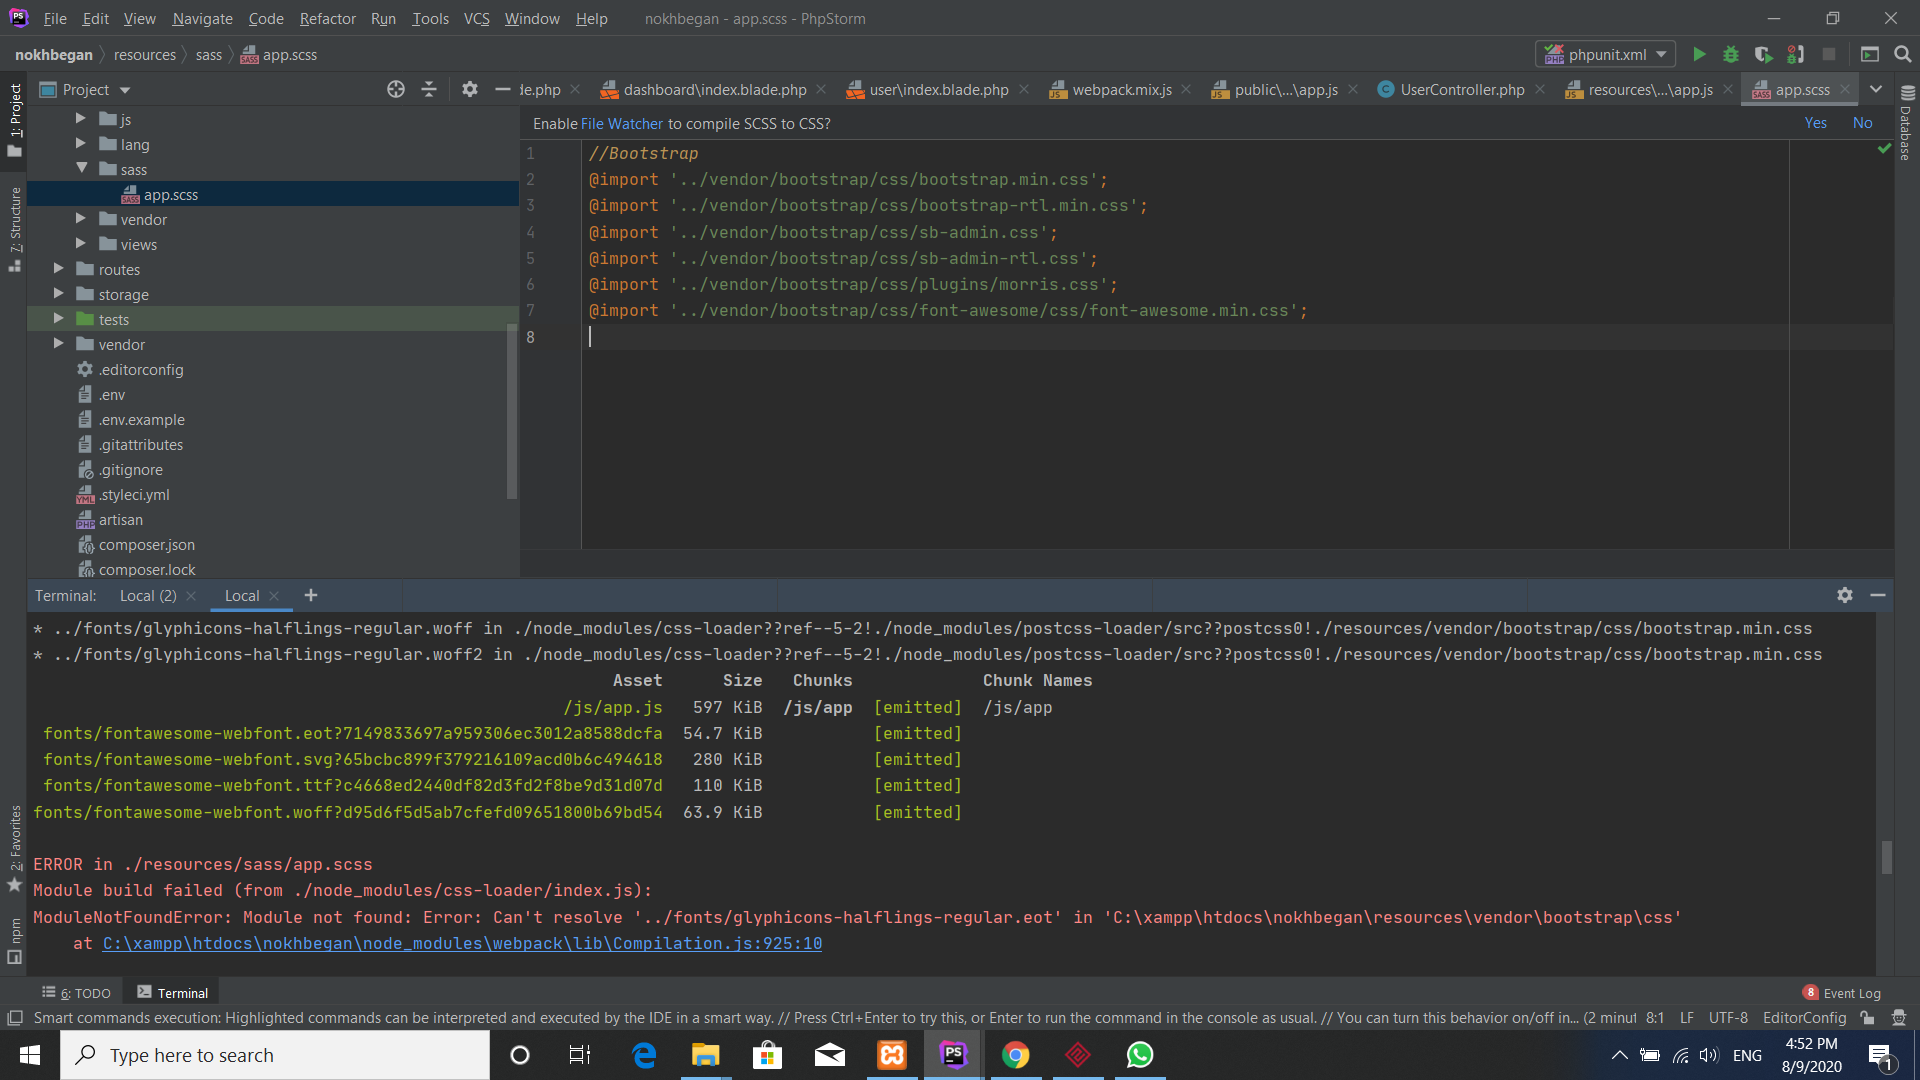 PS File Edit View Navigate Code Refactor Run Tools VCS Window Help nokhbegan - app.scss - PhpStorm
nokhbegan resources sass app.scss phpunit.xml
Project de.php dashboard\index.blade.php user\index.blade.php webpack.mix.js public\...\app.js UserController.php resources\...\app.js app.scss
Enable File Watcher to compile SCSS to CSS? Yes No
1: Project
7: Structure
2: Favorites
npm
Database
js
lang
sass
app.scss
vendor
views
routes
storage
tests
vendor
.editorconfig
.env
.env.example
.gitattributes
.gitignore
.styleci.yml
artisan
composer.json
composer.lock
1 //Bootstrap
2 @import '../vendor/bootstrap/css/bootstrap.min.css';
3 @import '../vendor/bootstrap/css/bootstrap-rtl.min.css';
4 @import '../vendor/bootstrap/css/sb-admin.css';
5 @import '../vendor/bootstrap/css/sb-admin-rtl.css';
6 @import '../vendor/bootstrap/css/plugins/morris.css';
7 @import '../vendor/bootstrap/css/font-awesome/css/font-awesome.min.css';
8
Terminal: Local (2) Local
* ../fonts/glyphicons-halflings-regular.woff in ./node_modules/css-loader??ref--5-2!./node_modules/postcss-loader/src??postcss0!./resources/vendor/bootstrap/css/bootstrap.min.css
* ../fonts/glyphicons-halflings-regular.woff2 in ./node_modules/css-loader??ref--5-2!./node_modules/postcss-loader/src??postcss0!./resources/vendor/bootstrap/css/bootstrap.min.css
Asset Size Chunks Chunk Names
/js/app.js 597 KiB /js/app [emitted] /js/app
fonts/fontawesome-webfont.eot?7149833697a959306ec3012a8588dcfa 54.7 KiB [emitted]
fonts/fontawesome-webfont.svg?65bcbc899f379216109acd0b6c494618 280 KiB [emitted]
fonts/fontawesome-webfont.ttf?c4668ed2440df82d3fd2f8be9d31d07d 110 KiB [emitted]
fonts/fontawesome-webfont.woff?d95d6f5d5ab7cfefd09651800b69bd54 63.9 KiB [emitted]
ERROR in ./resources/sass/app.scss
Module build failed (from ./node_modules/css-loader/index.js):
ModuleNotFoundError: Module not found: Error: Can't resolve '../fonts/glyphicons-halflings-regular.eot' in 'C:\xampp\htdocs\nokhbegan\resources\vendor\bootstrap\css'
at C:\xampp\htdocs\nokhbegan\node_modules\webpack\lib\Compilation.js:925:10
6: TODO Terminal 8 Event Log
Smart commands execution: Highlighted commands can be interpreted and executed by the IDE in a smart way. // Press Ctrl+Enter to try this, or Enter to run the command in the console as usual. // You can turn this behavior on/off in... (2 minut 8:1 LF UTF-8 EditorConfig
Type here to search PS ENG 4:52 PM
8/9/2020 1